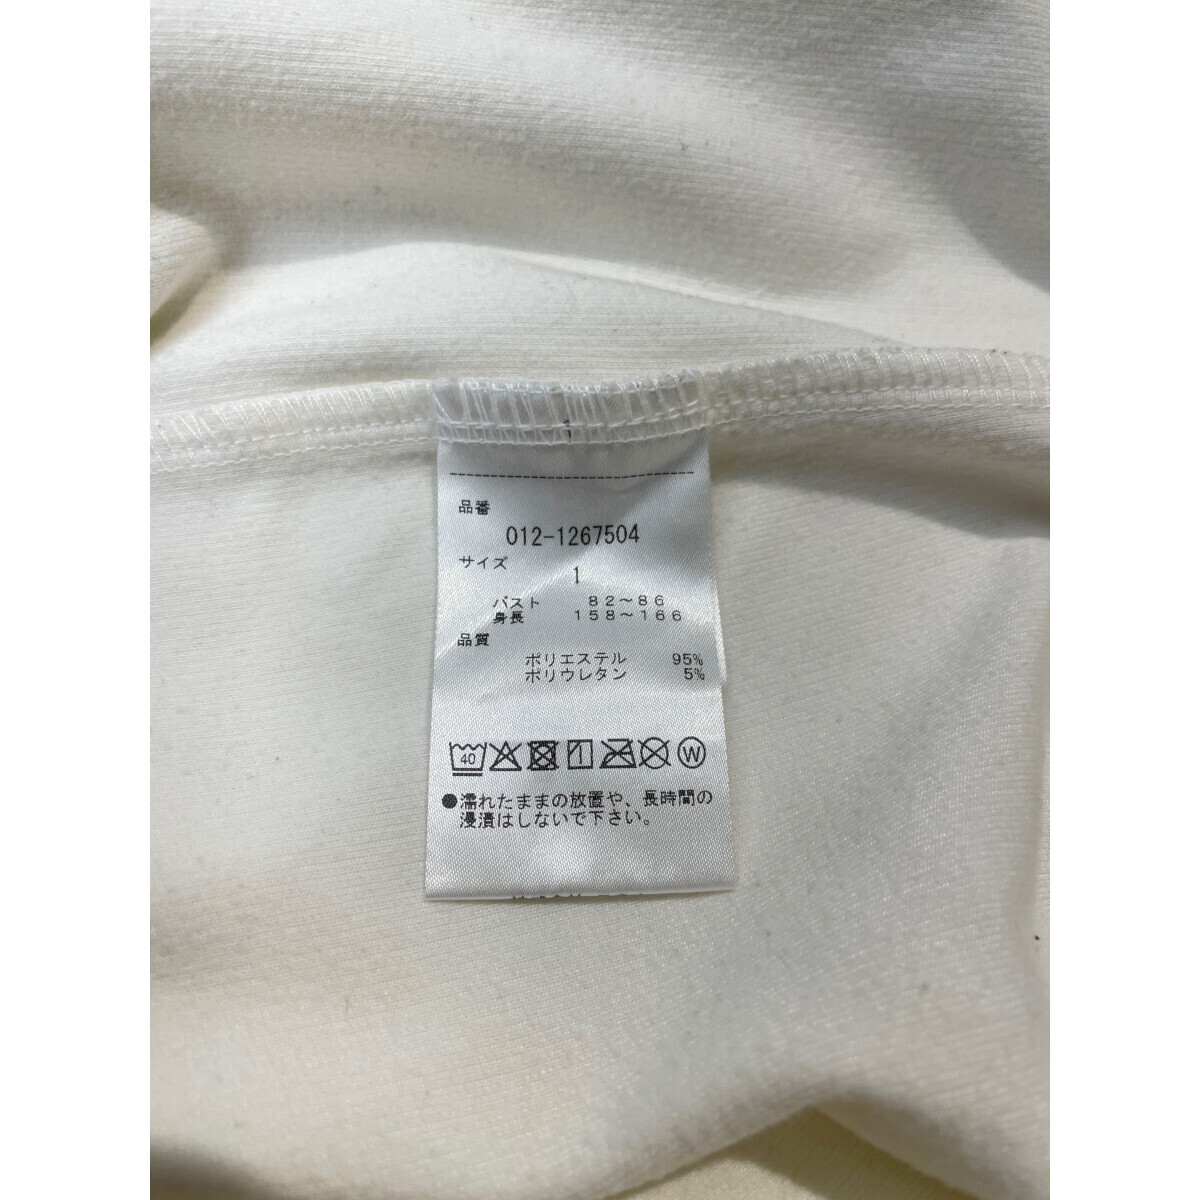 品番
012-1267504
サイズ
1
バスト 82～86
身長 158～166
品質
ポリエステル 95%
ポリウレタン 5%
40 W
●濡れたままの放置や、長時間の
浸漬はしないで下さい。